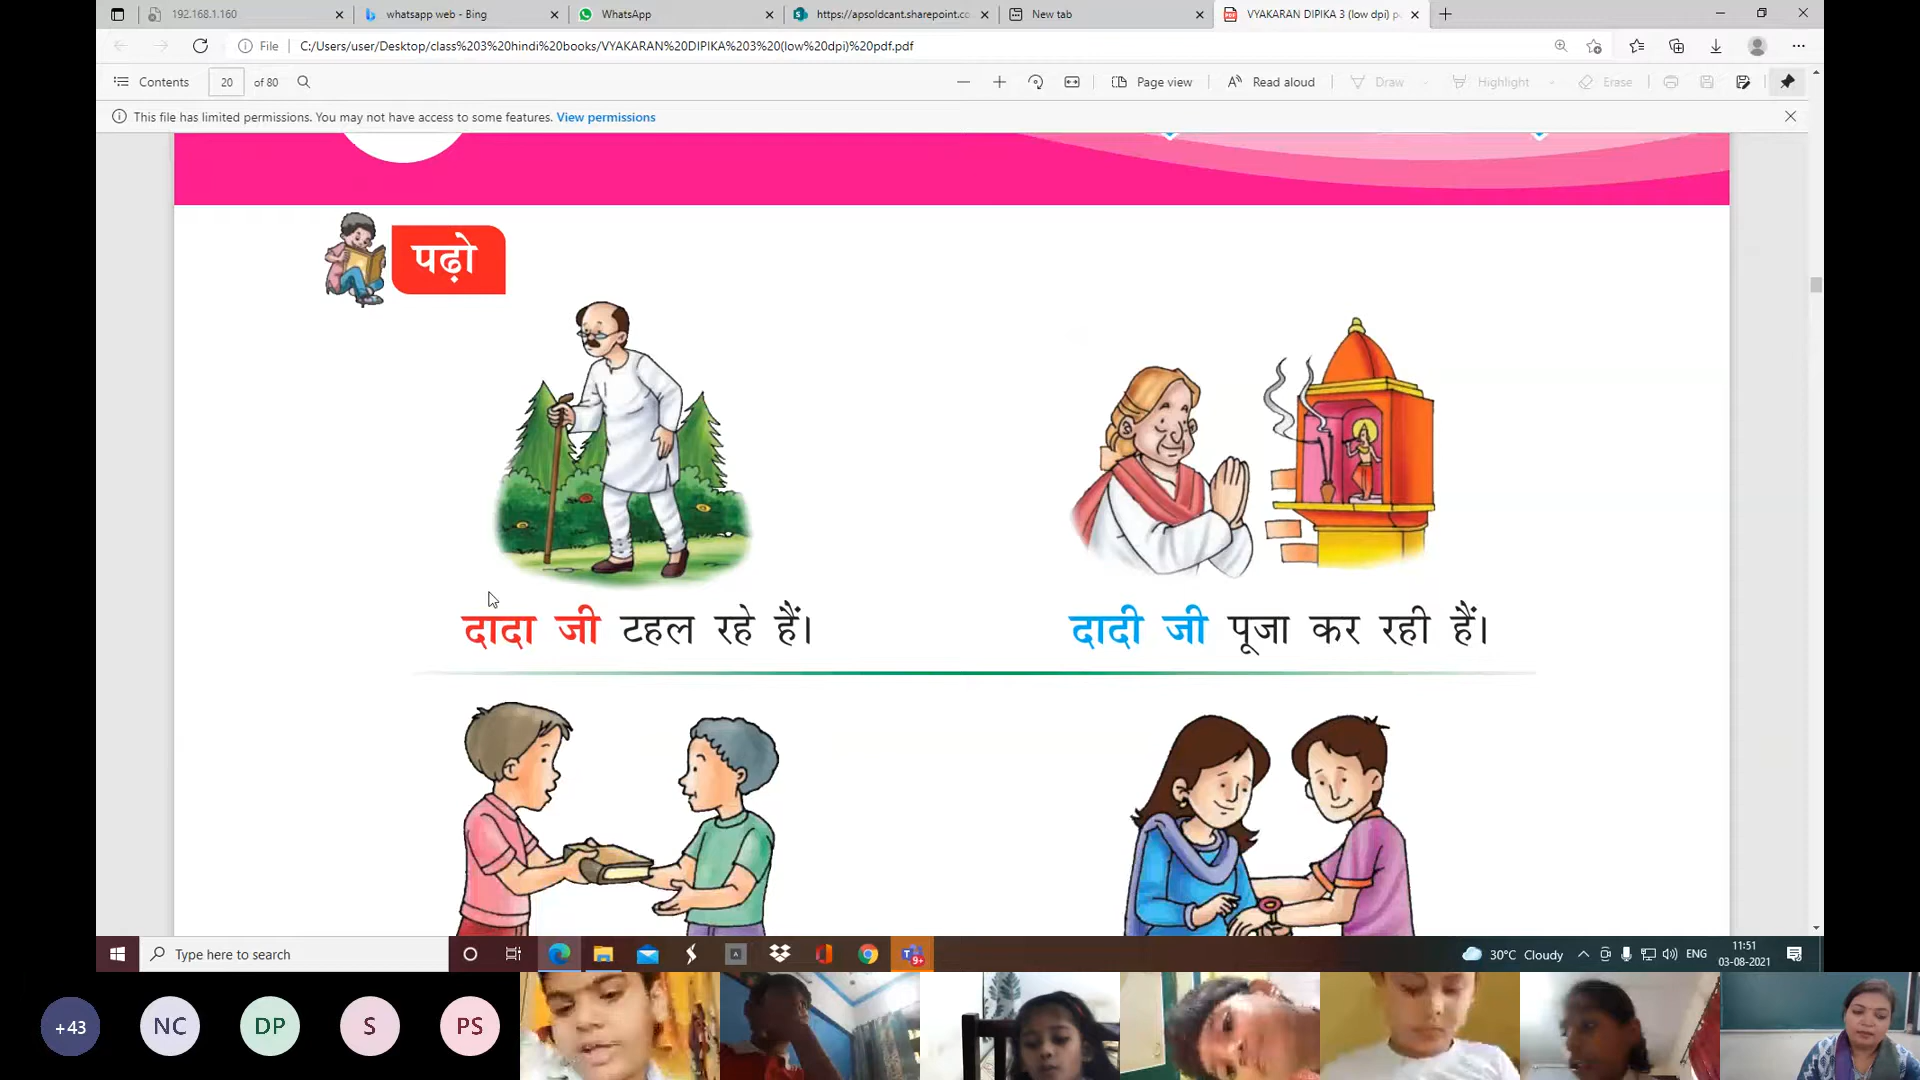 192.168.1.160
whatsapp web - Bing
WhatsApp
https://apsoldcant.sharepoint.co
New tab
VYAKARAN DIPIKA 3 (low dpi) p
File
C:/Users/user/Desktop/class%203%20hindi%20books/VYAKARAN%20DIPIKA%203%20(low%20dpi)%20pdf.pdf
Contents
20
of 80
Page view
Read aloud
Draw
Highlight
Erase
This file has limited permissions. You may not have access to some features. View permissions
पढ़ो
दादा जी टहल रहे हैं।
दादी जी पूजा कर रही हैं।
Type here to search
9+
30°C Cloudy
ENG
11:51
03-08-2021
+43
NC
DP
S
PS